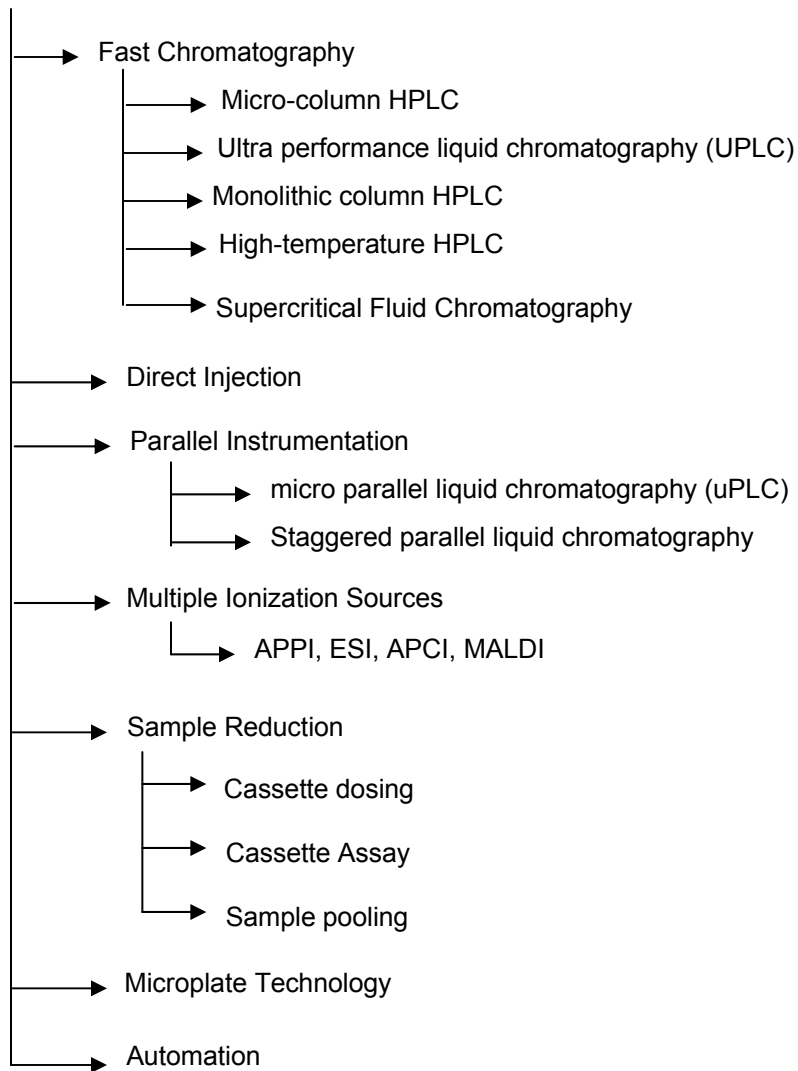 Fast Chromatography
Micro-column HPLC
Ultra performance liquid chromatography (UPLC)
Monolithic column HPLC
High-temperature HPLC
Supercritical Fluid Chromatography
Direct Injection
Parallel Instrumentation
micro parallel liquid chromatography (uPLC)
Staggered parallel liquid chromatography
Multiple Ionization Sources
APPI, ESI, APCI, MALDI
Sample Reduction
Cassette dosing
Cassette Assay
Sample pooling
Microplate Technology
Automation